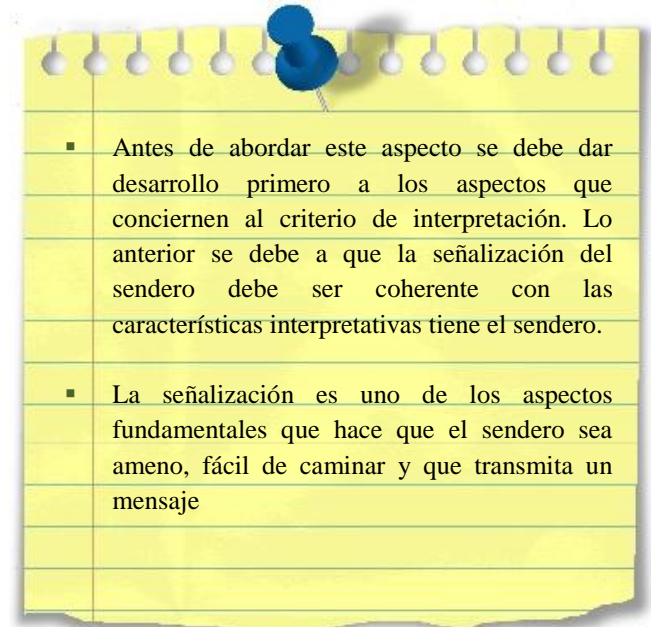 ▪ Antes de abordar este aspecto se debe dar
desarrollo primero a los aspectos que
conciernen al criterio de interpretación. Lo
anterior se debe a que la señalización del
sendero debe ser coherente con las
características interpretativas tiene el sendero.
▪ La señalización es uno de los aspectos
fundamentales que hace que el sendero sea
ameno, fácil de caminar y que transmita un
mensaje